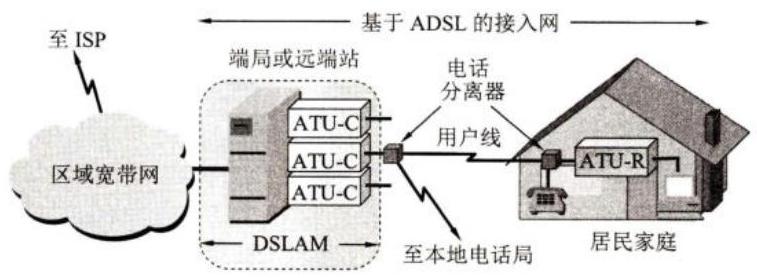 基于 ADSL 的接入网
至 ISP
端局或远端站
电话
分离器
ATU-C
用户线
区域宽带网
ATU-C
ATU-R
ATU-C
DSLAM
至本地电话局
居民家庭